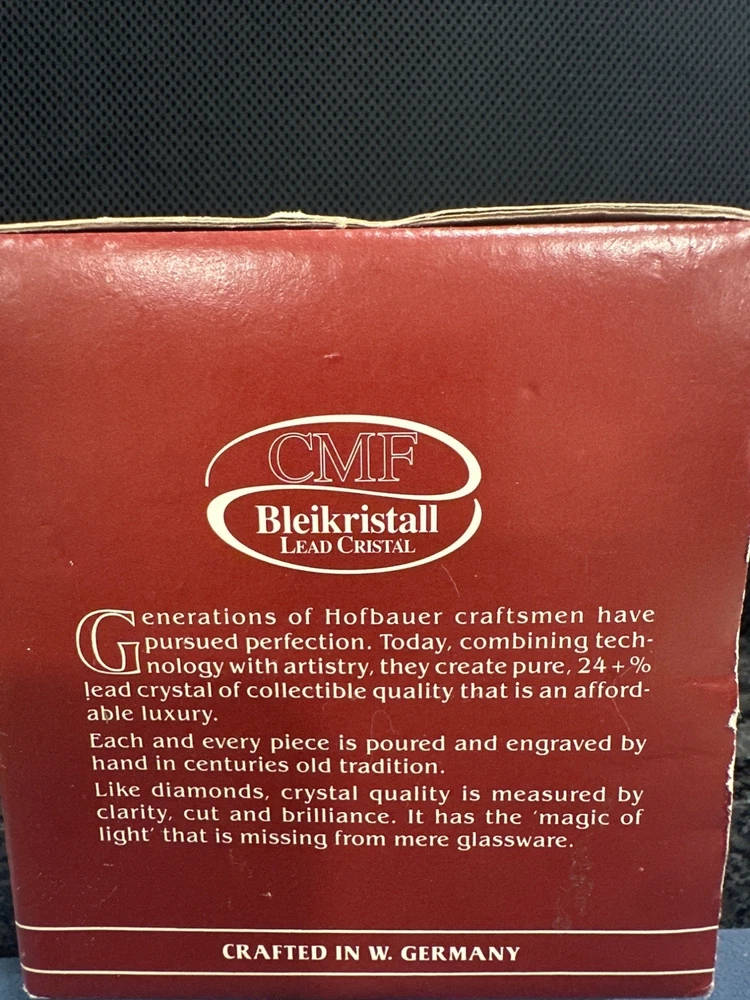 CMF
Bleikristall
LEAD CRISTÁL
Generations of Hofbauer craftsmen have
pursued perfection. Today, combining tech-
nology with artistry, they create pure, 24+%
lead crystal of collectible quality that is an afford-
able luxury.
Each and every piece is poured and engraved by
hand in centuries old tradition.
Like diamonds, crystal quality is measured by
clarity, cut and brilliance. It has the 'magic of
light' that is missing from mere glassware.
CRAFTED IN W. GERMANY